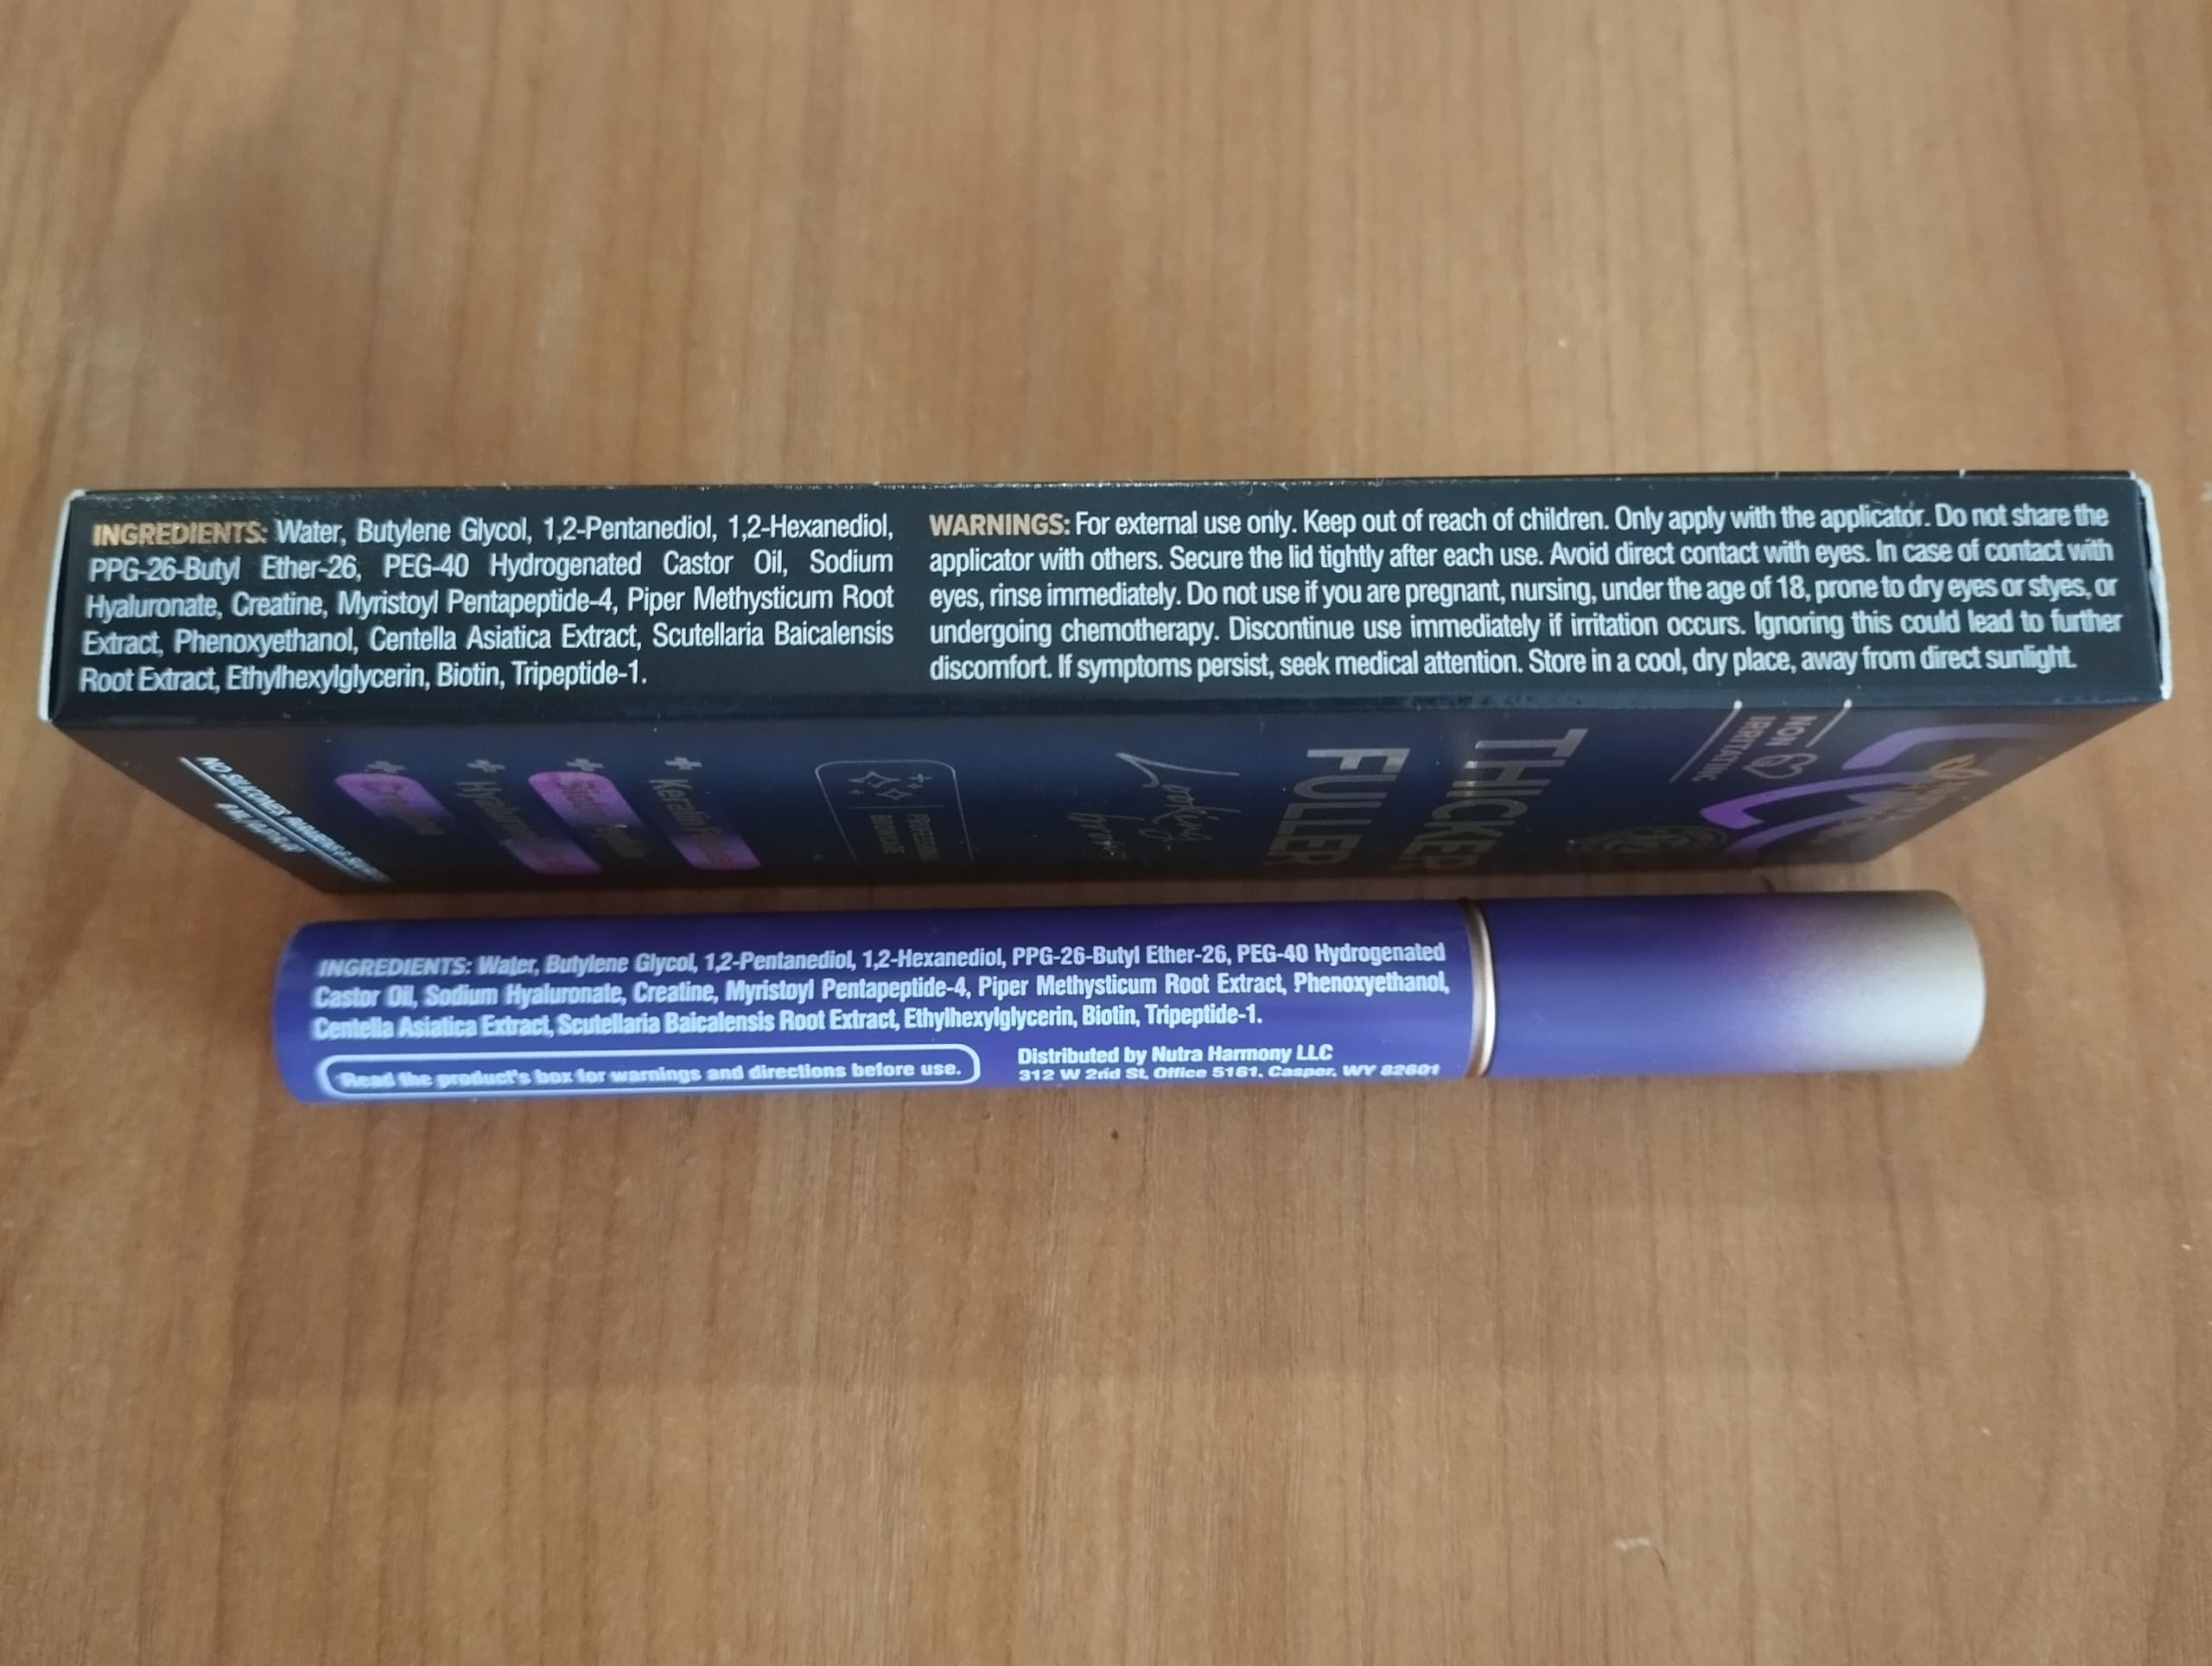 INGREDIENTS: Water, Butylene Glycol, 1,2-Pentanediol, 1,2-Hexanediol,
PPG-26-Butyl Ether-26, PEG-40 Hydrogenated Castor Oil, Sodium
Hyaluronate, Creatine, Myristoyl Pentapeptide-4, Piper Methysticum Root
Extract, Phenoxyethanol, Centella Asiatica Extract, Scutellaria Baicalensis
Root Extract, Ethylhexylglycerin, Biotin, Tripeptide-1.
WARNINGS: For external use only. Keep out of reach of children. Only apply with the applicator. Do not share the
applicator with others. Secure the lid tightly after each use. Avoid direct contact with eyes. In case of contact with
eyes, rinse immediately. Do not use if you are pregnant, nursing, under the age of 18, prone to dry eyes or styes, or
undergoing chemotherapy. Discontinue use immediately if irritation occurs. Ignoring this could lead to further
discomfort. If symptoms persist, seek medical attention. Store in a cool, dry place, away from direct sunlight.
NON
IRRITATING
THICKER
FULLER
Looking
Keratin
INGREDIENTS: Water, Butylene Glycol, 1,2-Pentanediol, 1,2-Hexanediol, PPG-26-Butyl Ether-26, PEG-40 Hydrogenated
Castor Oil, Sodium Hyaluronate, Creatine, Myristoyl Pentapeptide-4, Piper Methysticum Root Extract, Phenoxyethanol,
Centella Asiatica Extract, Scutellaria Baicalensis Root Extract, Ethylhexylglycerin, Biotin, Tripeptide-1.
Read the product's box for warnings and directions before use.
Distributed by Nutra Harmony LLC
312 W 2nd St, Office 5161, Casper, WY 82601